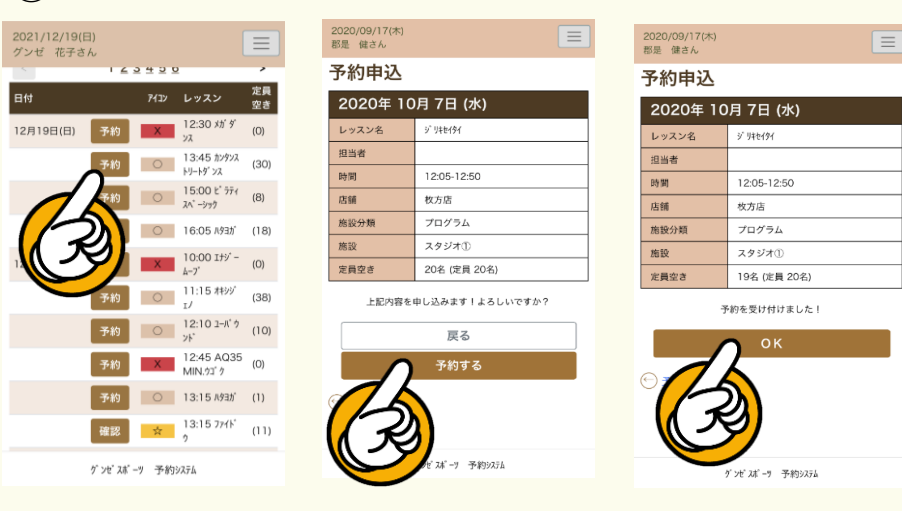 2021/12/19(日)
グンゼ 花子さん
<
1 2 3 4 5 6
>
日付 アイコン レッスン 定員空き
12月19日(日) 予約 X 12:30 メガダンス (0)
予約 ○ 13:45 カンタンストリートダンス (30)
予約 ○ 15:00 ピラティスベーシック (8)
○ 16:05 ハタヨガ (18)
X 10:00 エナジームーブ (0)
予約 ○ 11:15 オキシジェノ (38)
予約 ○ 12:10 ユーバウンド (10)
予約 X 12:45 AQ35 MIN.ウゴク (0)
予約 ○ 13:15 ハタヨガ (1)
確認 ☆ 13:15 ファイドウ (11)
グンゼスポーツ 予約システム
2020/09/17(木)
郡是 健さん
予約申込
2020年 10月 7日 (水)
レッスン名 ジリキセイタイ
担当者
時間 12:05-12:50
店舗 枚方店
施設分類 プログラム
施設 スタジオ①
定員空き 20名 (定員 20名)
上記内容を申し込みます！よろしいですか？
戻る
予約する
ゼスポーツ 予約システム
2020/09/17(木)
郡是 健さん
予約申込
2020年 10月 7日 (水)
レッスン名 ジリキセイタイ
担当者
時間 12:05-12:50
店舗 枚方店
施設分類 プログラム
施設 スタジオ①
定員空き 19名 (定員 20名)
予約を受け付けました！
OK
グンゼスポーツ 予約システム